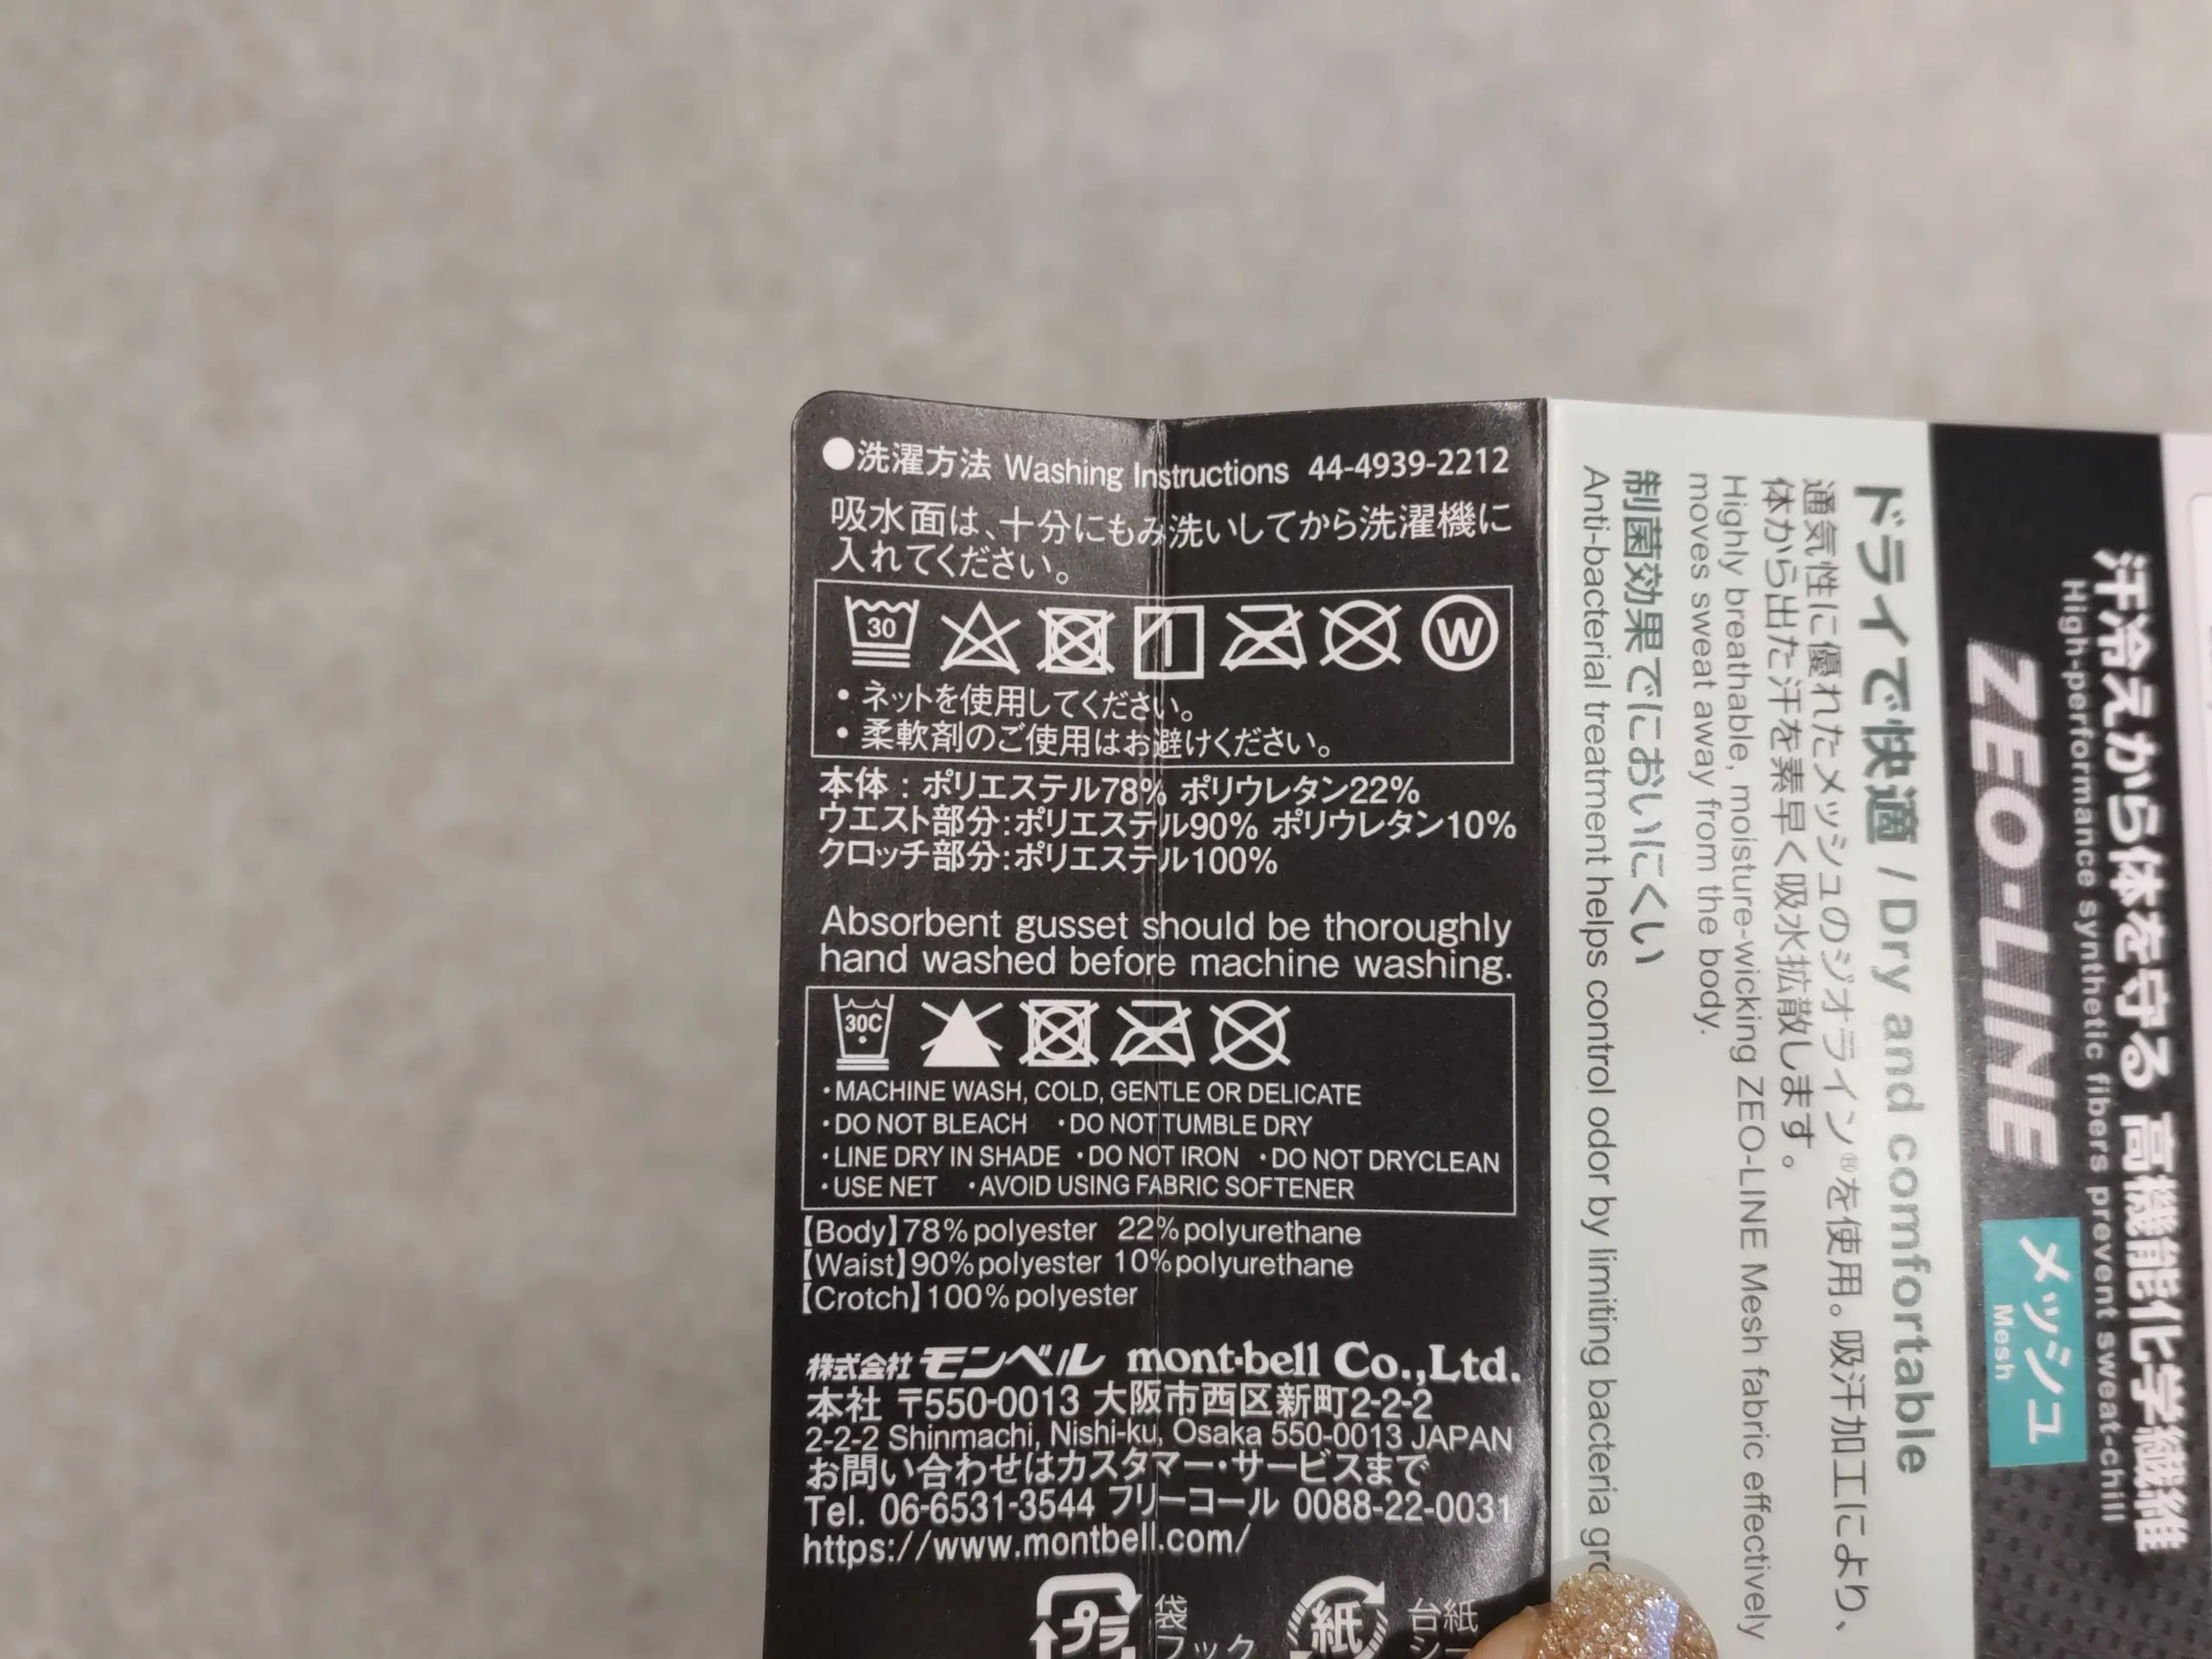 ●洗濯方法 Washing Instructions 44-4939-2212
吸水面は、十分にもみ洗いしてから洗濯機に
入れてください。
30
W
・ネットを使用してください。
・柔軟剤のご使用はお避けください。
本体：ポリエステル78% ポリウレタン22%
ウエスト部分：ポリエステル90% ポリウレタン10%
クロッチ部分：ポリエステル100%
Absorbent gusset should be thoroughly
hand washed before machine washing.
30C
・MACHINE WASH, COLD, GENTLE OR DELICATE
・DO NOT BLEACH ・DO NOT TUMBLE DRY
・LINE DRY IN SHADE ・DO NOT IRON ・DO NOT DRYCLEAN
・USE NET ・AVOID USING FABRIC SOFTENER
【Body】78% polyester 22% polyurethane
【Waist】90% polyester 10% polyurethane
【Crotch】100% polyester
株式会社 モンベル mont-bell Co.,Ltd.
本社 〒550-0013 大阪市西区新町2-2-2
2-2-2 Shinmachi, Nishi-ku, Osaka 550-0013 JAPAN
お問い合わせはカスタマー・サービスまで
Tel. 06-6531-3544 フリーコール 0088-22-0031
https://www.montbell.com/
プラ
袋
フック
紙
台紙
汗冷えから体を守る 高機能化学繊維
High-performance synthetic fibers prevent sweat-chill
ZEO-LINE
メッシュ
Mesh
ドライで快適 / Dry and comfortable
通気性に優れたメッシュのジオライン®を使用。吸汗加工により、
体から出た汗を素早く吸水拡散します。
Highly breathable, moisture-wicking ZEO-LINE Mesh fabric effectively
moves sweat away from the body.
制菌効果でにおいにくい
Anti-bacterial treatment helps control odor by limiting bacteria